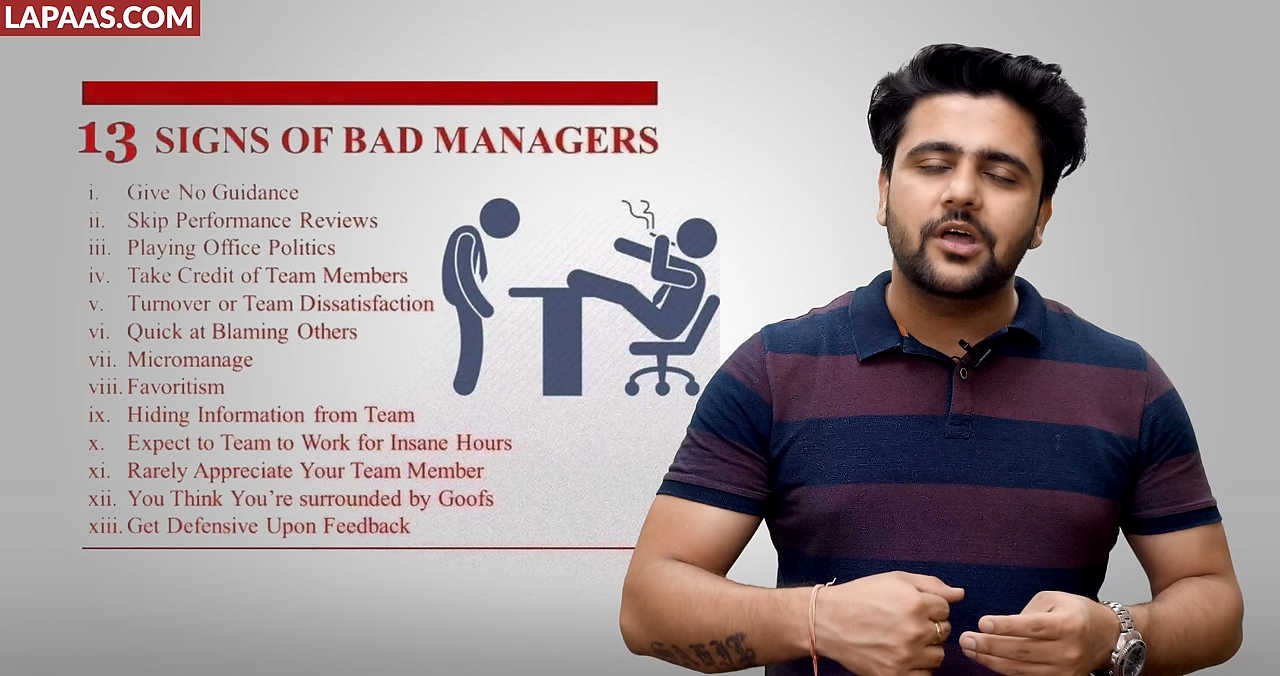 LAPAAS.COM
13 SIGNS OF BAD MANAGERS
i. Give No Guidance
ii. Skip Performance Reviews
iii. Playing Office Politics
iv. Take Credit of Team Members
v. Turnover or Team Dissatisfaction
vi. Quick at Blaming Others
vii. Micromanage
viii. Favoritism
ix. Hiding Information from Team
x. Expect to Team to Work for Insane Hours
xi. Rarely Appreciate Your Team Member
xii. You Think You're surrounded by Goofs
xiii. Get Defensive Upon Feedback